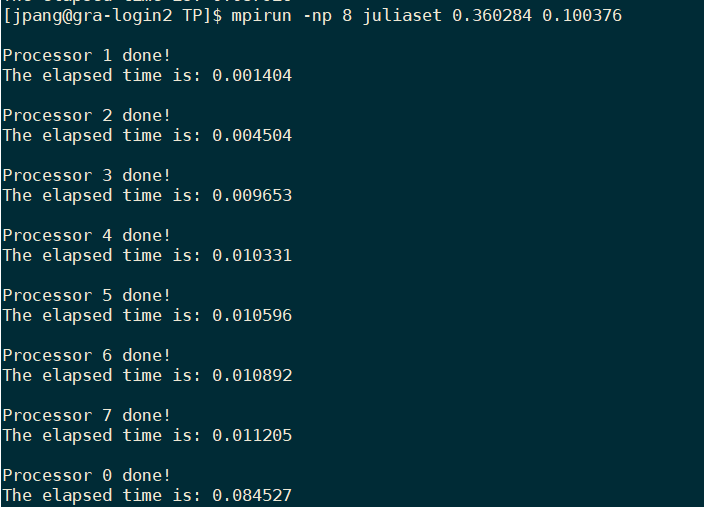 [jpang@gra-login2 TP]$ mpirun -np 8 juliaset 0.360284 0.100376
Processor 1 done!
The elapsed time is: 0.001404
Processor 2 done!
The elapsed time is: 0.004504
Processor 3 done!
The elapsed time is: 0.009653
Processor 4 done!
The elapsed time is: 0.010331
Processor 5 done!
The elapsed time is: 0.010596
Processor 6 done!
The elapsed time is: 0.010892
Processor 7 done!
The elapsed time is: 0.011205
Processor 0 done!
The elapsed time is: 0.084527